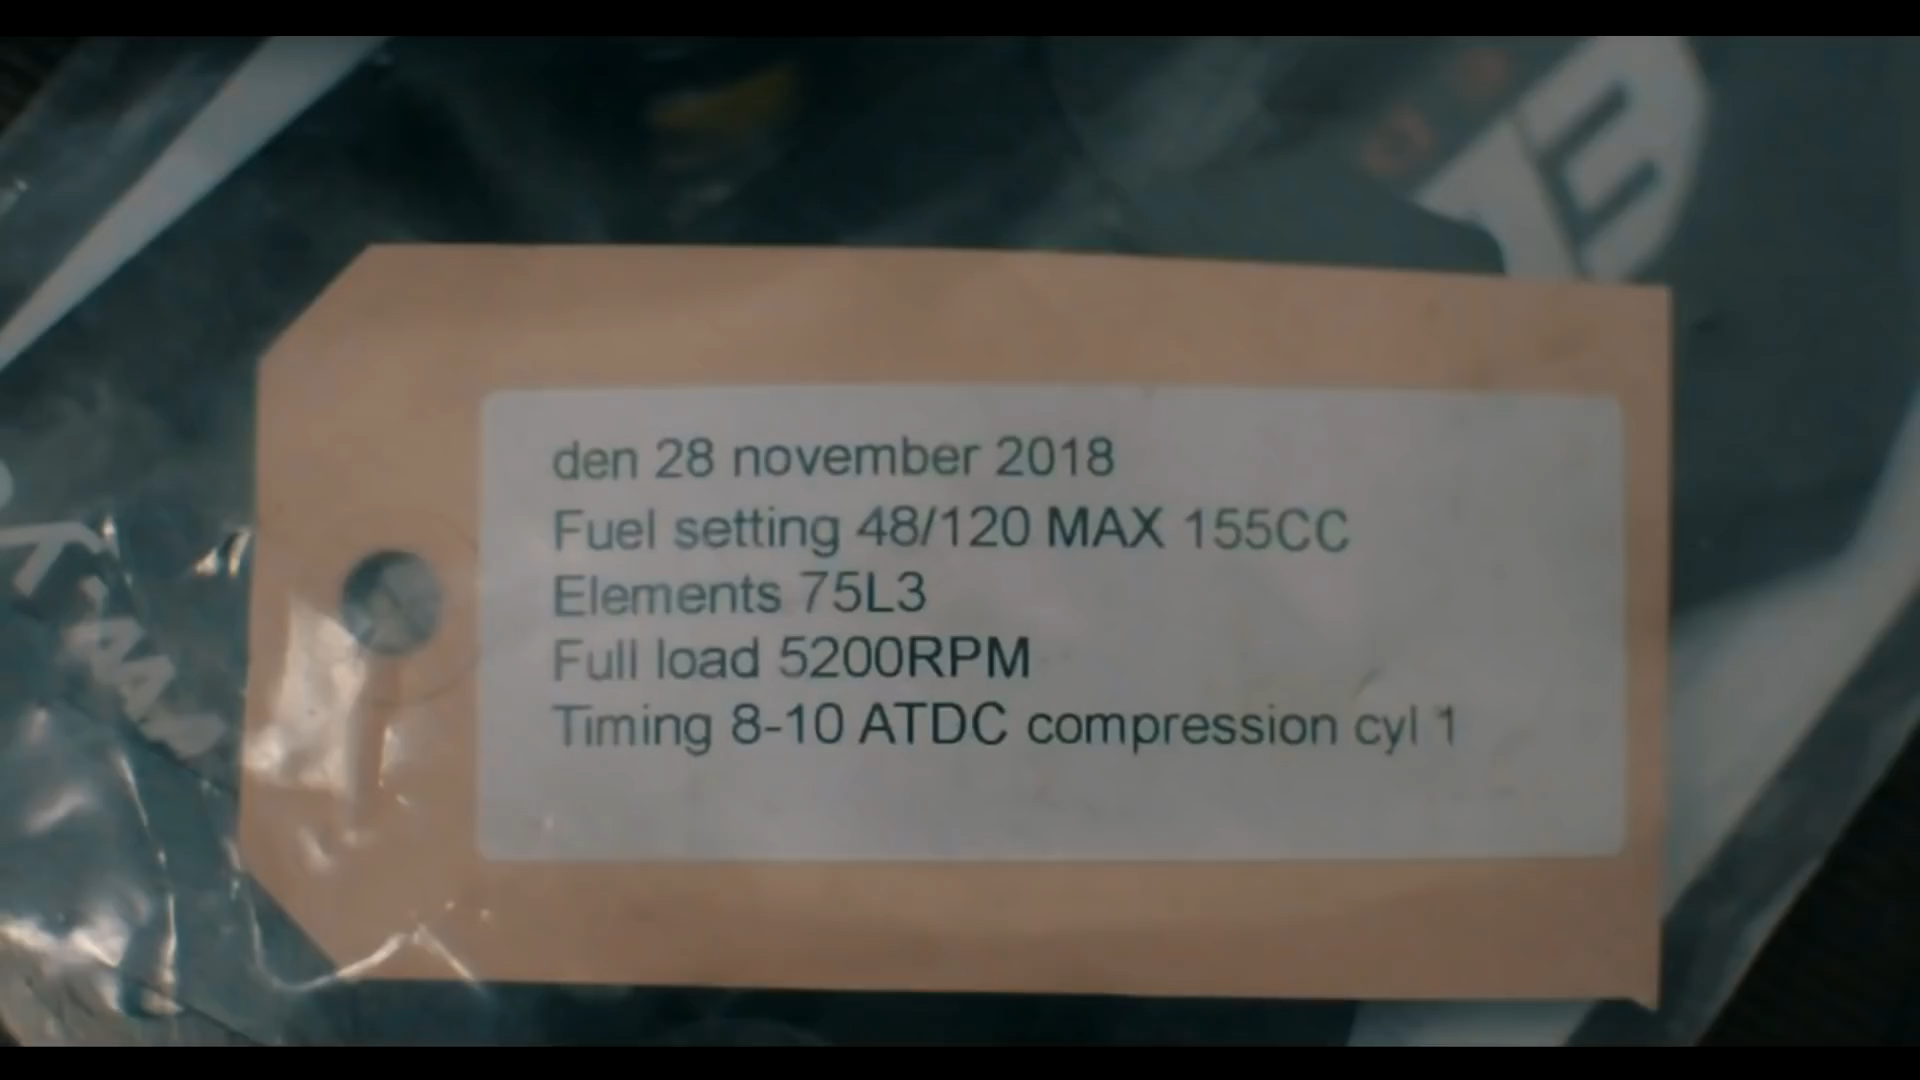 den 28 november 2018
Fuel setting 48/120 MAX 155CC
Elements 75L3
Full load 5200RPM
Timing 8-10 ATDC compression cyl 1